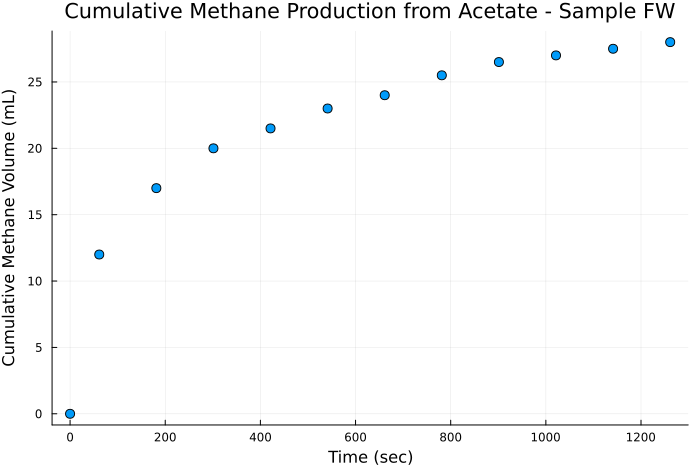 Cumulative Methane Production from Acetate - Sample FW
Cumulative Methane Volume (mL)
25
20
15
10
5
0
0 200 400 600 800 1000 1200
Time (sec)